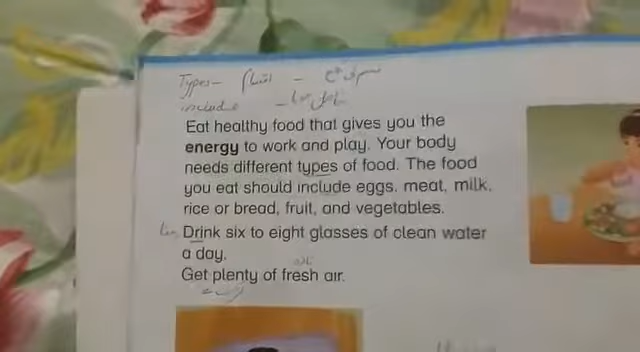 Types – اقسام –
include –
Eat healthy food that gives you the
energy to work and play. Your body
needs different types of food. The food
you eat should include eggs, meat, milk,
rice or bread, fruit, and vegetables.
Drink six to eight glasses of clean water
a day.
تازہ
Get plenty of fresh air.